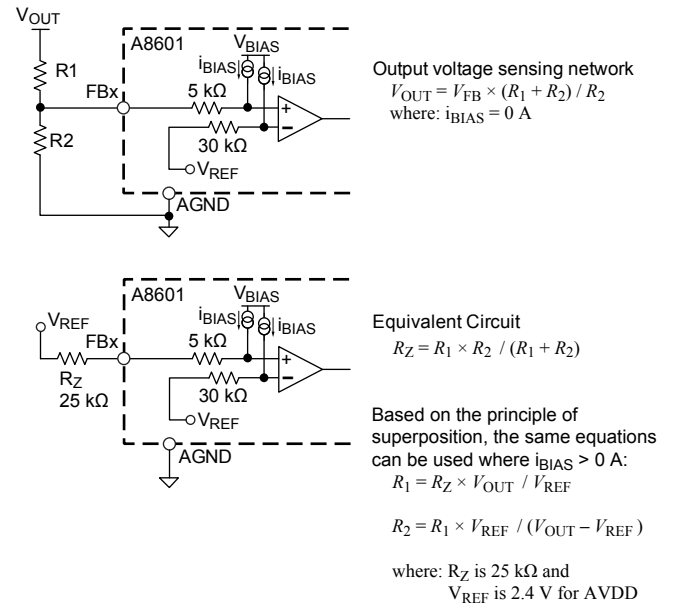 VOUT
A8601
VBIAS
iBIAS
iBIAS
R1
FBx
5 kΩ
+
–
R2
30 kΩ
VREF
AGND
Output voltage sensing network
VOUT = VFB × (R1 + R2) / R2
where: iBIAS = 0 A
A8601
VBIAS
iBIAS
iBIAS
VREF
FBx
5 kΩ
+
–
RZ
25 kΩ
30 kΩ
VREF
AGND
Equivalent Circuit
RZ = R1 × R2 / (R1 + R2)
Based on the principle of
superposition, the same equations
can be used where iBIAS > 0 A:
R1 = RZ × VOUT / VREF
R2 = R1 × VREF / (VOUT – VREF )
where: RZ is 25 kΩ and
VREF is 2.4 V for AVDD